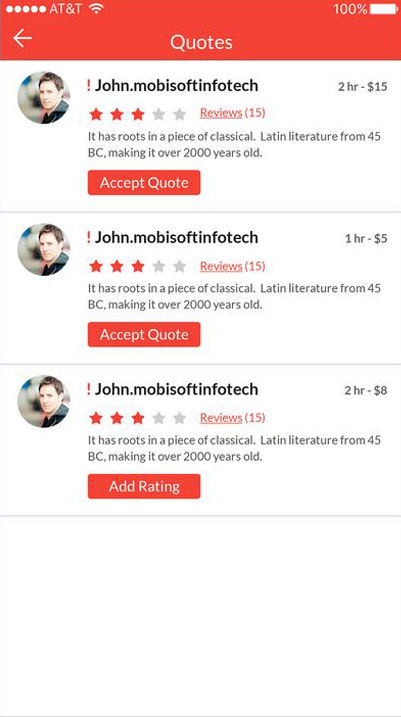 AT&T 100%
Quotes
! John.mobisoftinfotech 2 hr - $15
Reviews (15)
It has roots in a piece of classical. Latin literature from 45
BC, making it over 2000 years old.
Accept Quote
! John.mobisoftinfotech 1 hr - $5
Reviews (15)
It has roots in a piece of classical. Latin literature from 45
BC, making it over 2000 years old.
Accept Quote
! John.mobisoftinfotech 2 hr - $8
Reviews (15)
It has roots in a piece of classical. Latin literature from 45
BC, making it over 2000 years old.
Add Rating